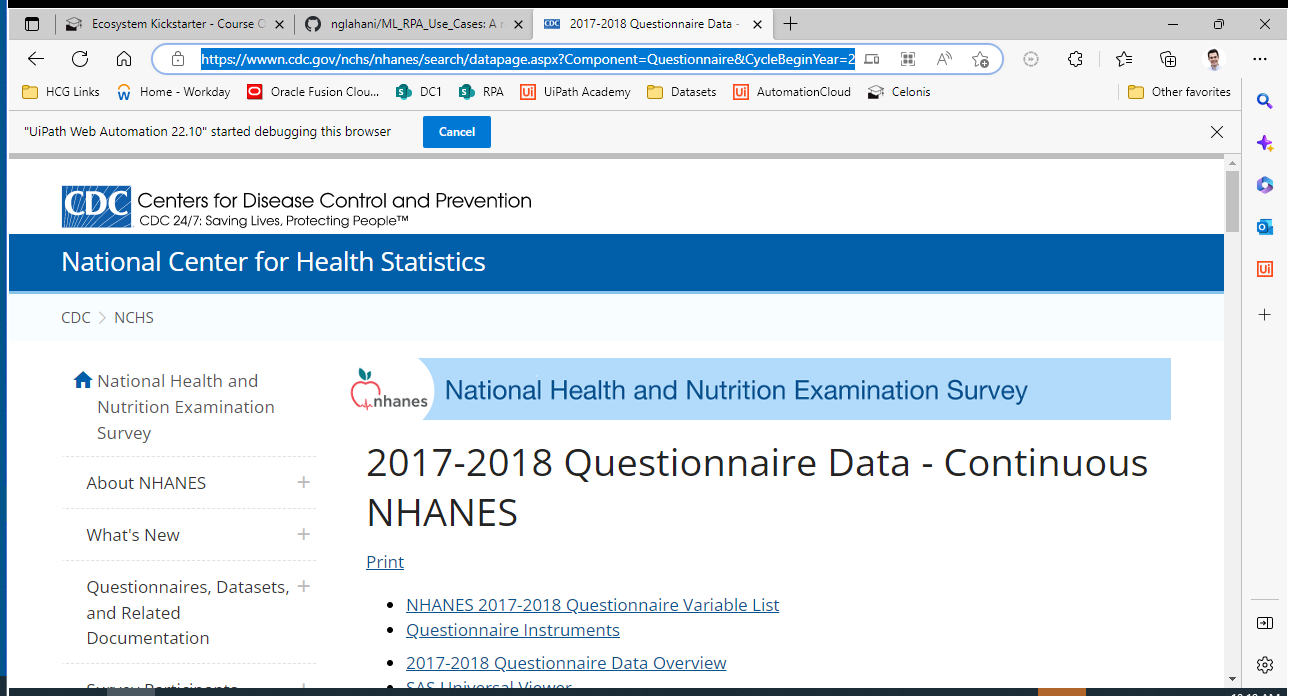 Ecosystem Kickstarter - Course C
nglahani/ML_RPA_Use_Cases: A r
CDC 2017-2018 Questionnaire Data -
https://wwwn.cdc.gov/nchs/nhanes/search/datapage.aspx?Component=Questionnaire&CycleBeginYear=2
HCG Links
Home - Workday
Oracle Fusion Clou...
DC1
RPA
UiPath Academy
Datasets
AutomationCloud
Celonis
Other favorites
"UiPath Web Automation 22.10" started debugging this browser
Cancel
CDC Centers for Disease Control and Prevention
CDC 24/7: Saving Lives, Protecting People™
National Center for Health Statistics
CDC > NCHS
National Health and
Nutrition Examination
Survey
About NHANES
What's New
Questionnaires, Datasets,
and Related
Documentation
nhanes
National Health and Nutrition Examination Survey
2017-2018 Questionnaire Data - Continuous
NHANES
Print
NHANES 2017-2018 Questionnaire Variable List
Questionnaire Instruments
2017-2018 Questionnaire Data Overview
SAS Universal Viewer